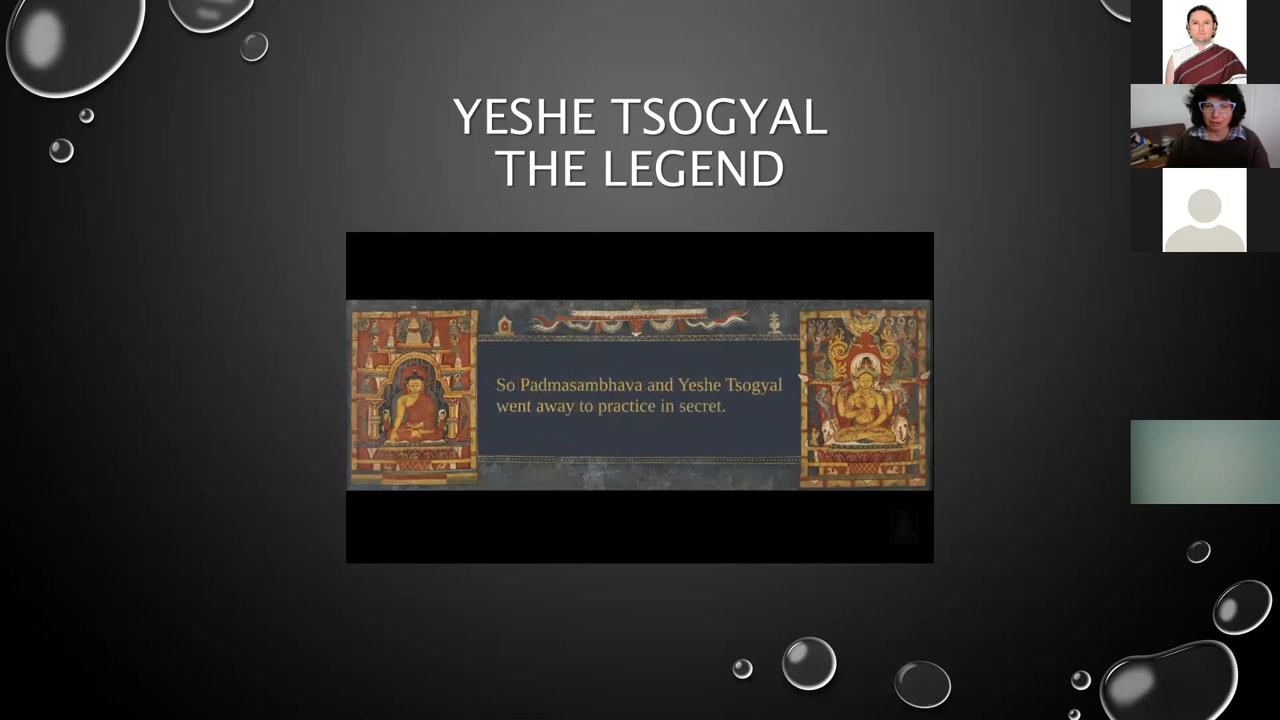 YESHE TSOGYAL
THE LEGEND
So Padmasambhava and Yeshe Tsogyal
went away to practice in secret.